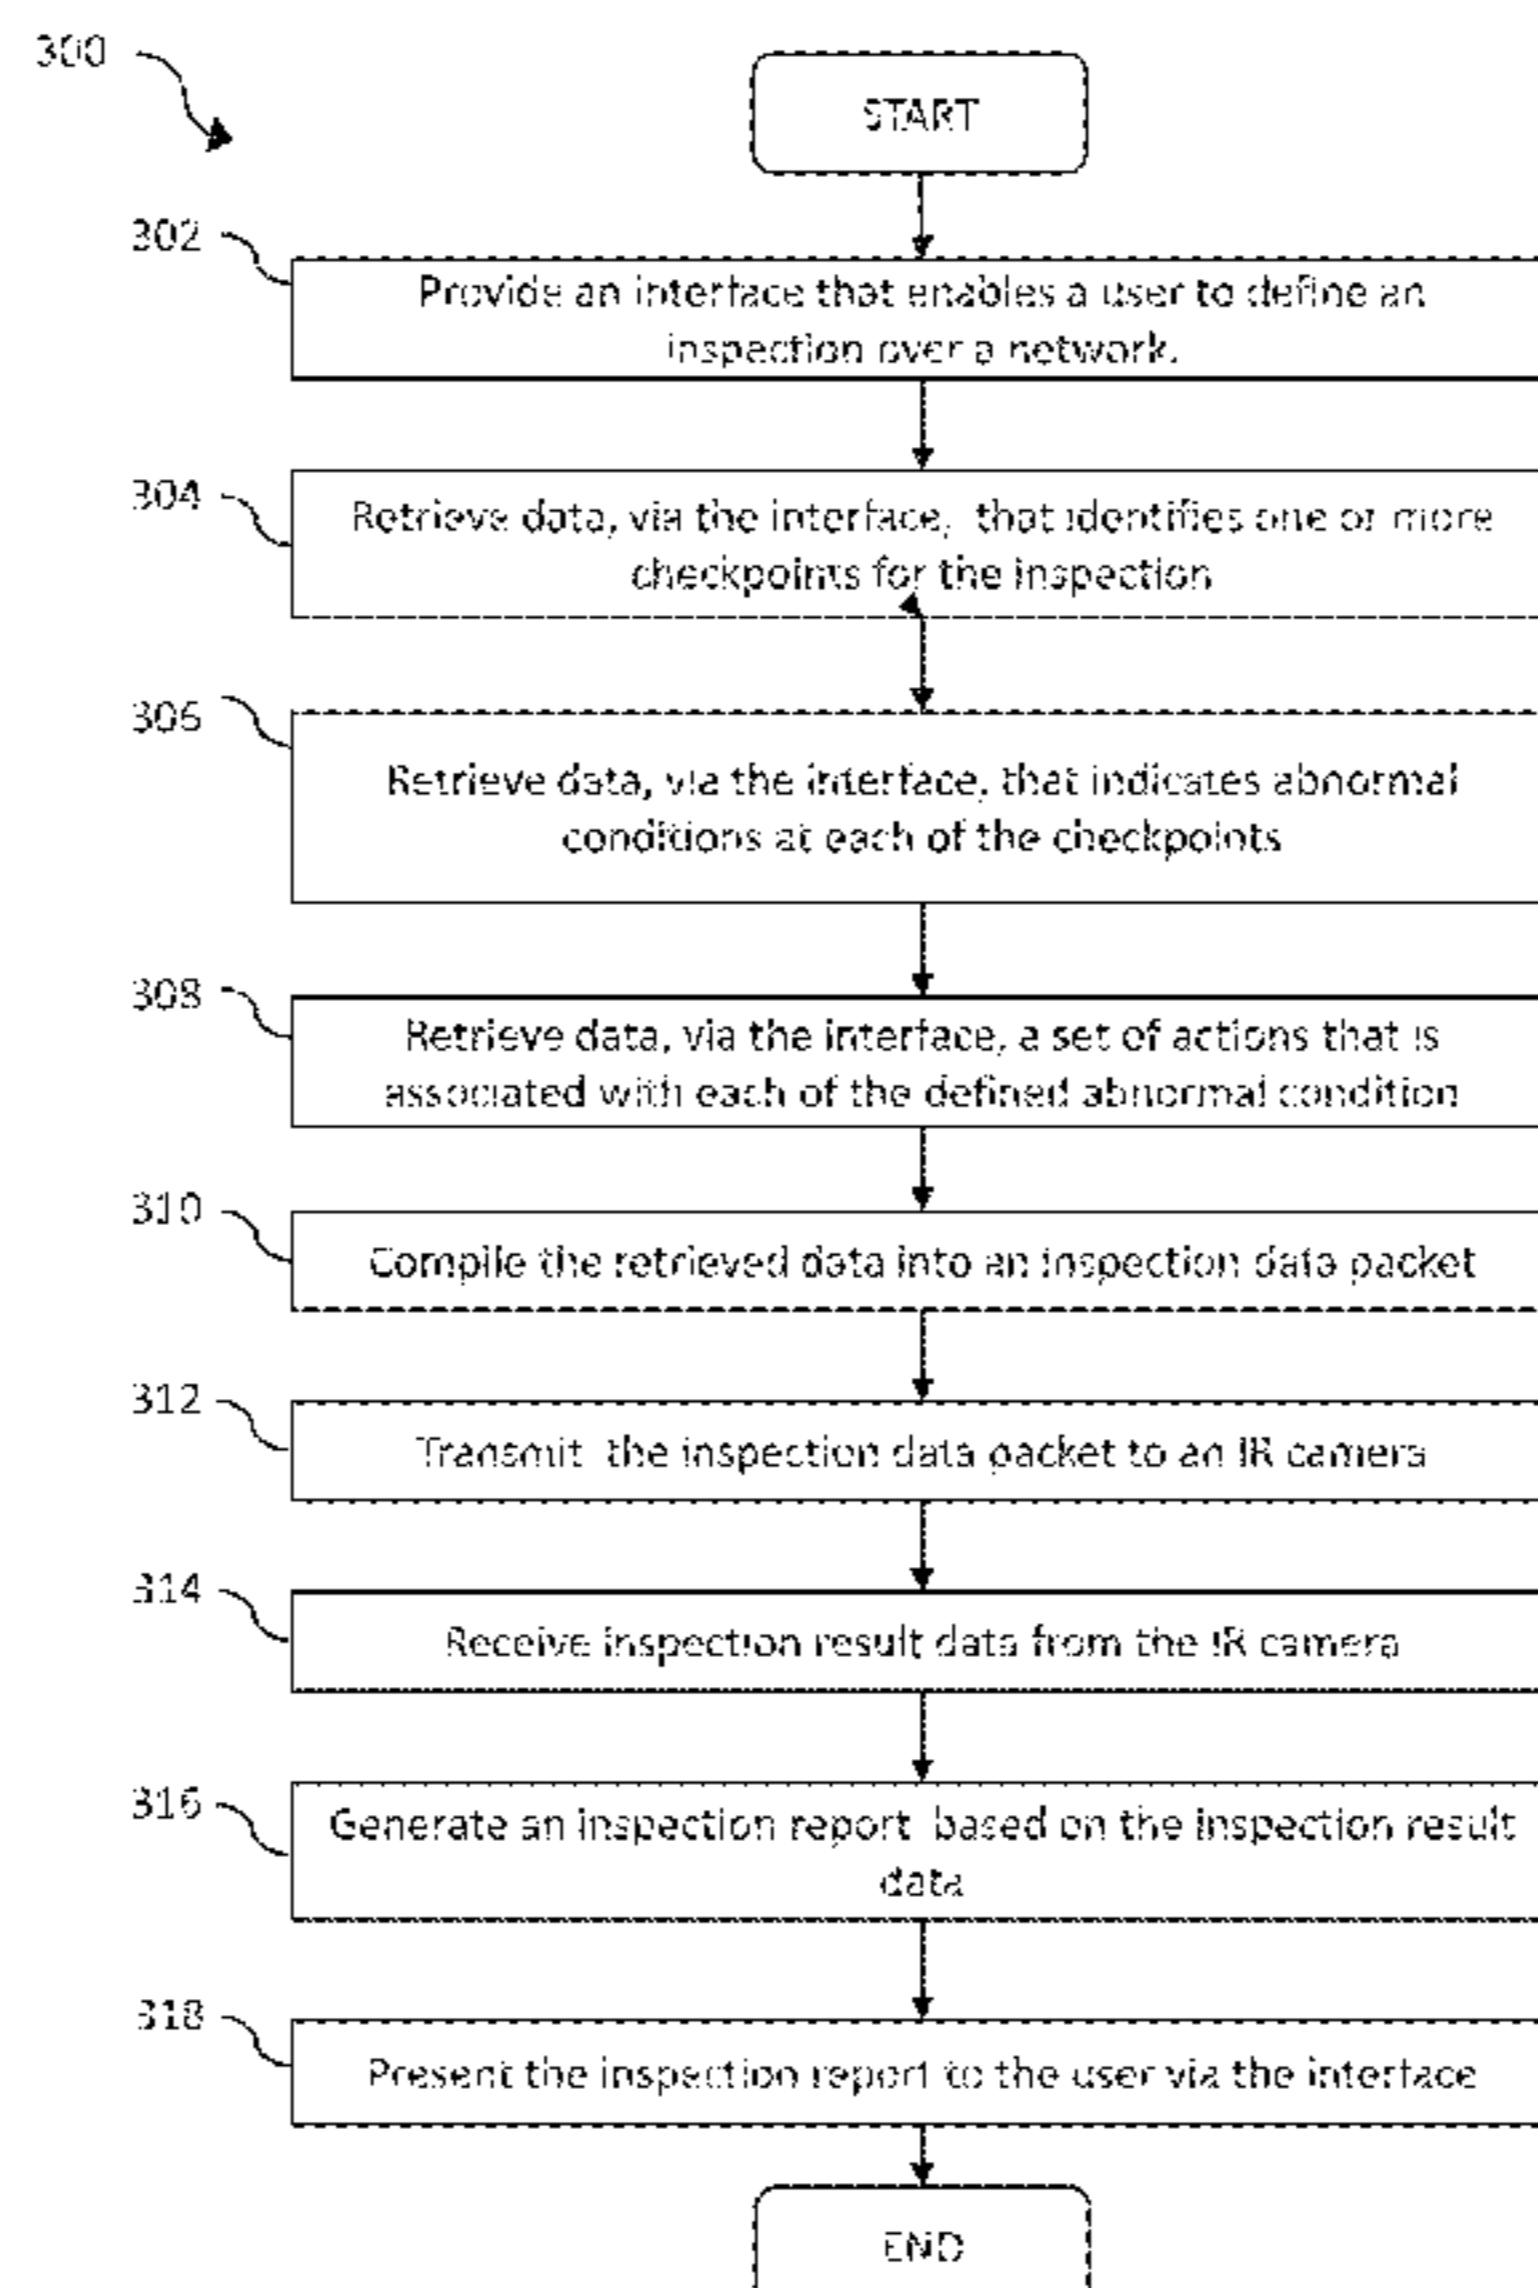 300
START
302
Provide an interface that enables a user to define an
inspection over a network.
304
Retrieve data, via the interface, that identifies one or more
checkpoints for the inspection
306
Retrieve data, via the interface, that indicates abnormal
conditions at each of the checkpoints
308
Retrieve data, via the interface, a set of actions that is
associated with each of the defined abnormal condition
310
Compile the retrieved data into an inspection data packet
312
Transmit the inspection data packet to an IR camera
314
Receive inspection result data from the IR camera
316
Generate an inspection report based on the inspection result
data
318
Present the inspection report to the user via the interface
END